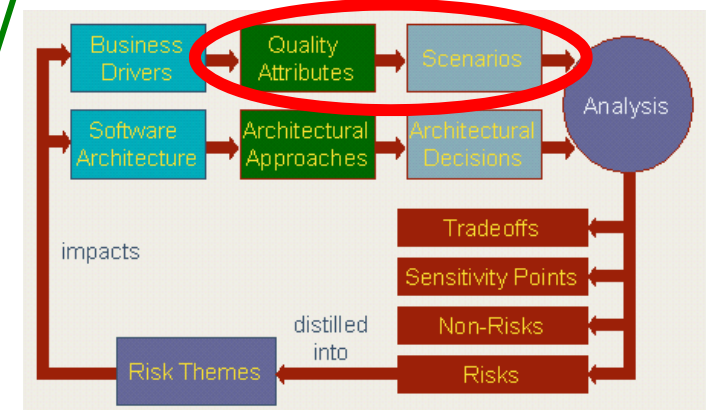 Business
Drivers
Quality
Attributes
Scenarios
Analysis
Software
Architecture
Architectural
Approaches
Architectural
Decisions
Tradeoffs
Sensitivity Points
Non-Risks
Risks
impacts
distilled
into
Risk Themes